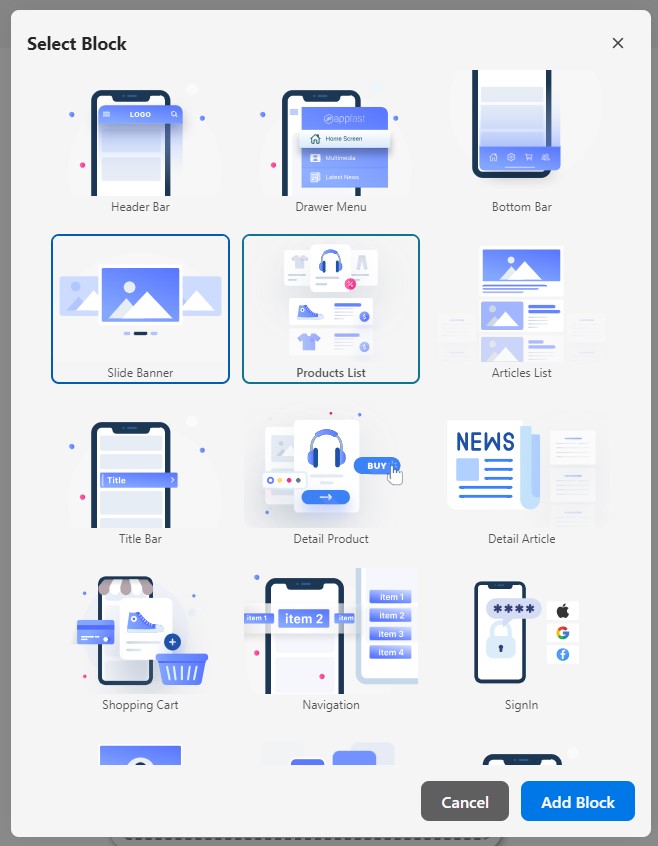 Select Block
LOGO
Header Bar
appfast
Home Screen
Multimedia
Latest News
Drawer Menu
Bottom Bar
Slide Banner
Products List
Articles List
Title
Title Bar
BUY
Detail Product
NEWS
Detail Article
Shopping Cart
item 1
item 2
item
item 1
item 2
item 3
item 4
Navigation
****
G
f
SignIn
Cancel
Add Block